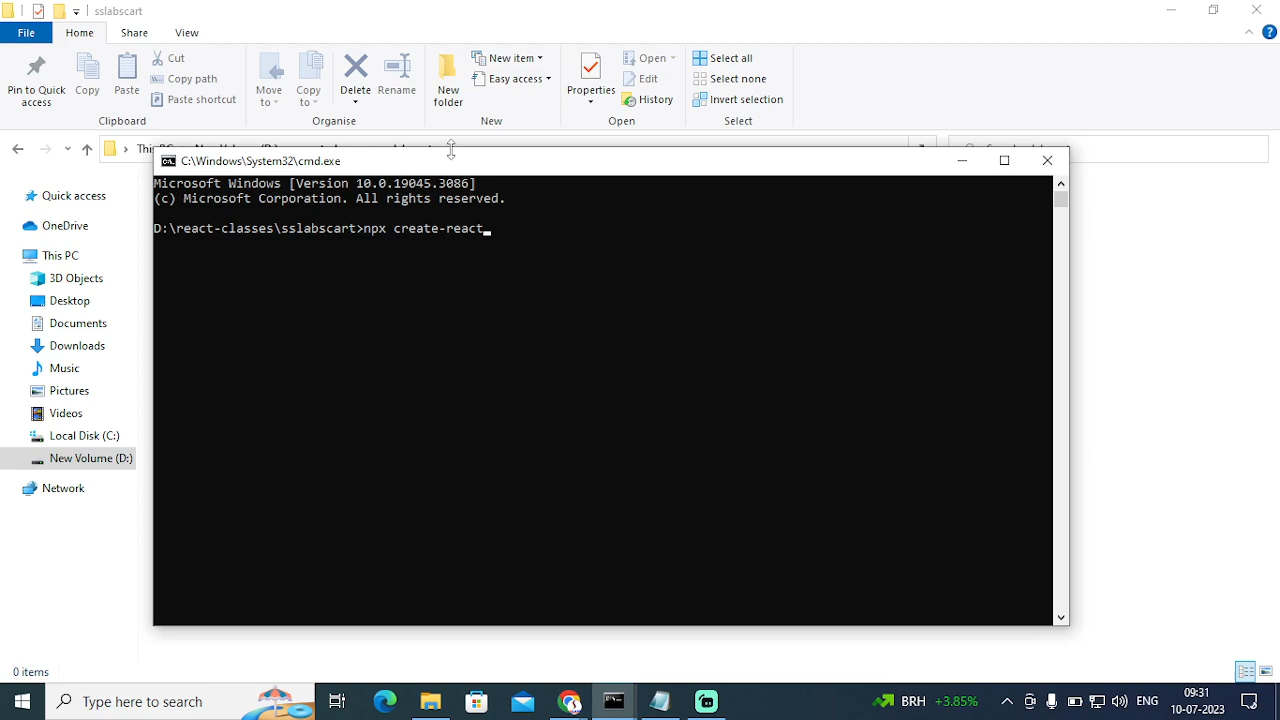 sslabscart
File
Home
Share
View
Pin to Quick access
Copy
Paste
Cut
Copy path
Paste shortcut
Clipboard
Move to
Copy to
Delete
Rename
Organise
New folder
New item
Easy access
New
Properties
Open
Edit
History
Open
Select all
Select none
Invert selection
Select
C:\Windows\System32\cmd.exe
Microsoft Windows [Version 10.0.19045.3086]
(c) Microsoft Corporation. All rights reserved.
D:\react-classes\sslabscart>npx create-react_
Quick access
OneDrive
This PC
3D Objects
Desktop
Documents
Downloads
Music
Pictures
Videos
Local Disk (C:)
New Volume (D:)
Network
0 items
Type here to search
BRH +3.85%
ENG
09:31
10-07-2023